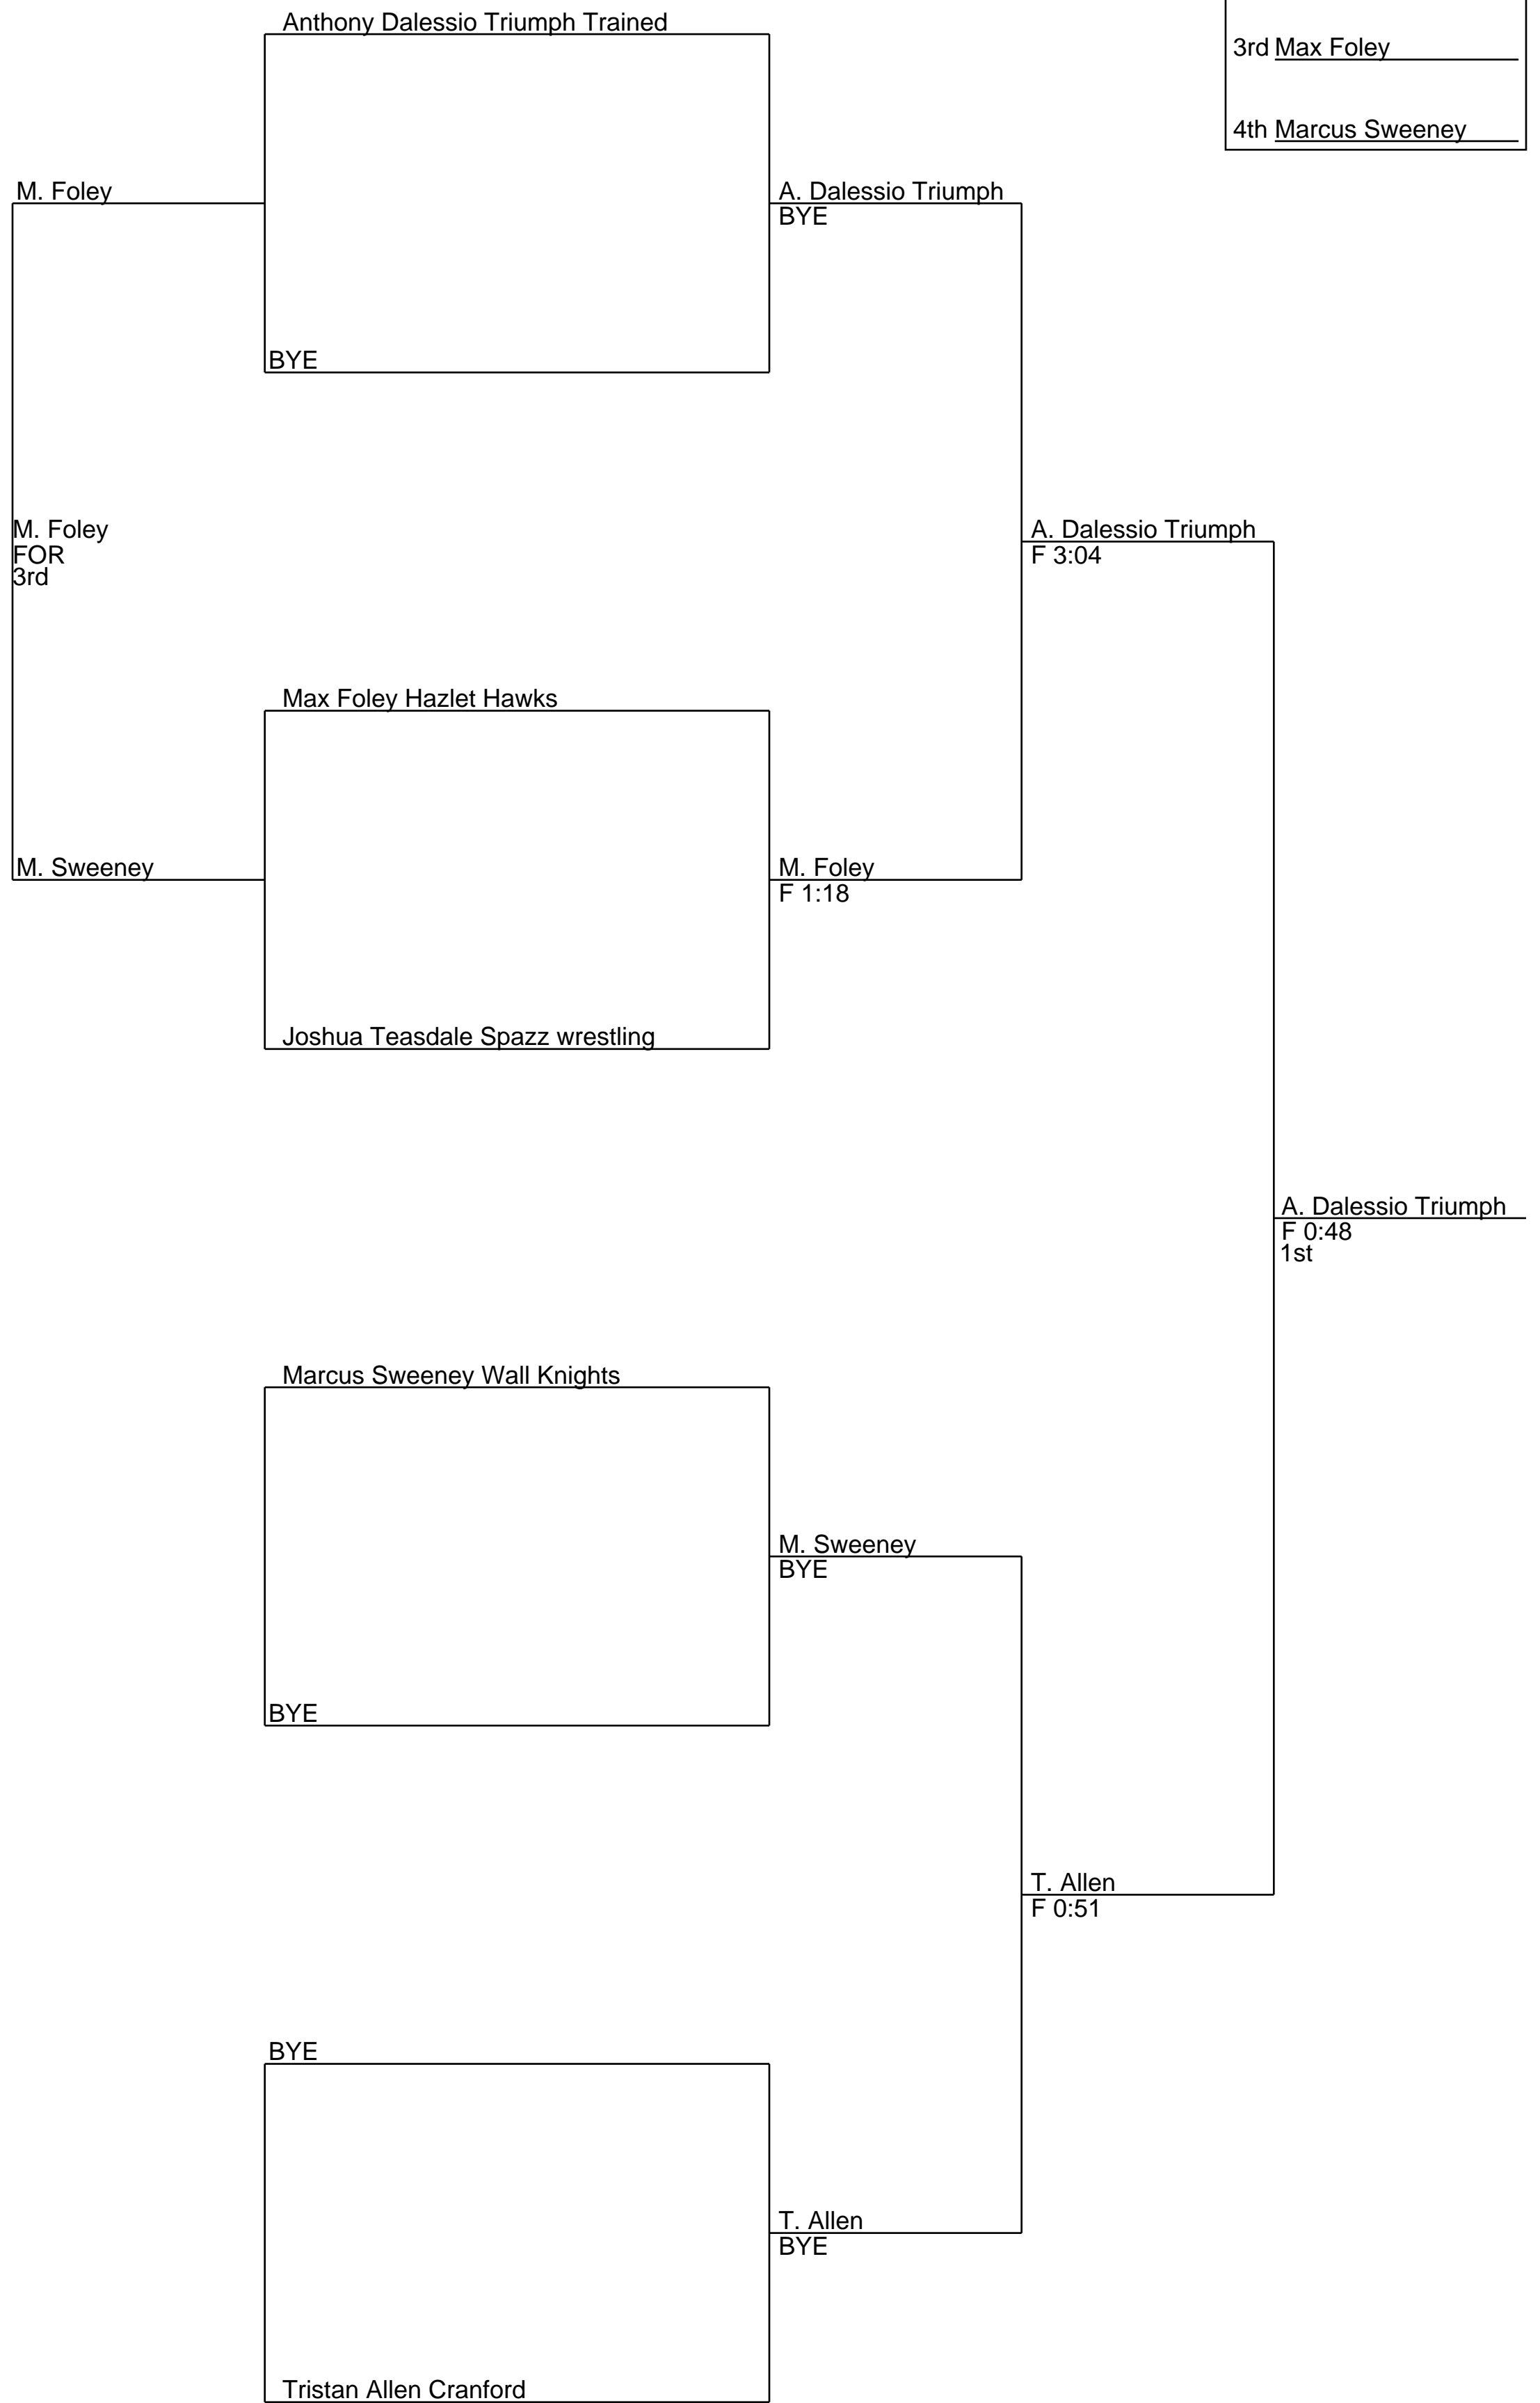 Anthony Dalessio Triumph Trained
3rd Max Foley
4th Marcus Sweeney
M. Foley
A. Dalessio Triumph
BYE
BYE
M. Foley
FOR
3rd
A. Dalessio Triumph
F 3:04
Max Foley Hazlet Hawks
M. Sweeney
M. Foley
F 1:18
Joshua Teasdale Spazz wrestling
A. Dalessio Triumph
F 0:48
1st
Marcus Sweeney Wall Knights
M. Sweeney
BYE
BYE
T. Allen
F 0:51
BYE
T. Allen
BYE
Tristan Allen Cranford